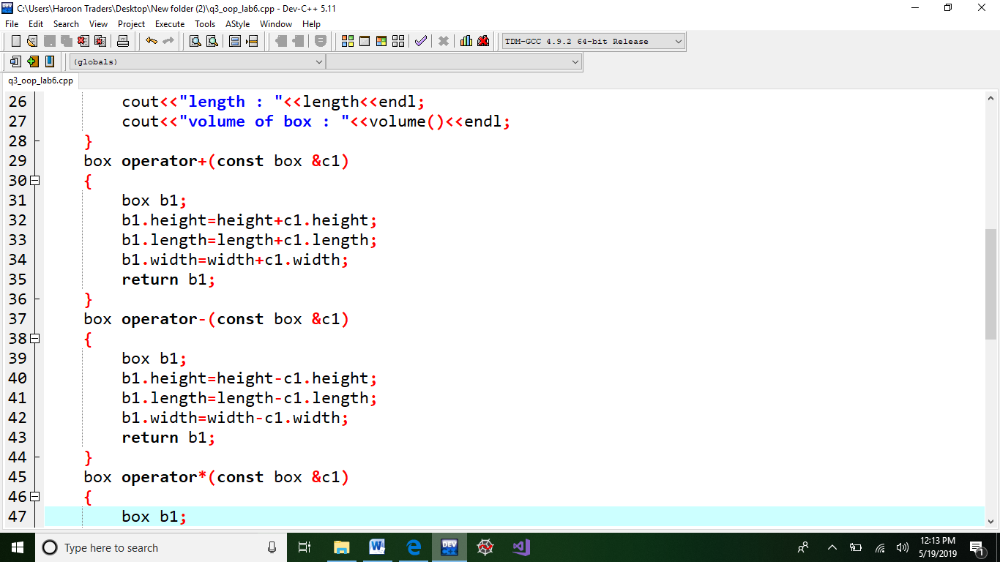 C:\Users\Haroon Traders\Desktop\New folder (2)\q3_oop_lab6.cpp - Dev-C++ 5.11
File Edit Search View Project Execute Tools AStyle Window Help
TDM-GCC 4.9.2 64-bit Release
(globals)
q3_oop_lab6.cpp
26 cout<<"length : "<<length<<endl;
27 cout<<"volume of box : "<<volume()<<endl;
28 }
29 box operator+(const box &c1)
30 {
31 box b1;
32 b1.height=height+c1.height;
33 b1.length=length+c1.length;
34 b1.width=width+c1.width;
35 return b1;
36 }
37 box operator-(const box &c1)
38 {
39 box b1;
40 b1.height=height-c1.height;
41 b1.length=length-c1.length;
42 b1.width=width-c1.width;
43 return b1;
44 }
45 box operator*(const box &c1)
46 {
47 box b1;
Type here to search
DEV
12:13 PM
5/19/2019
1